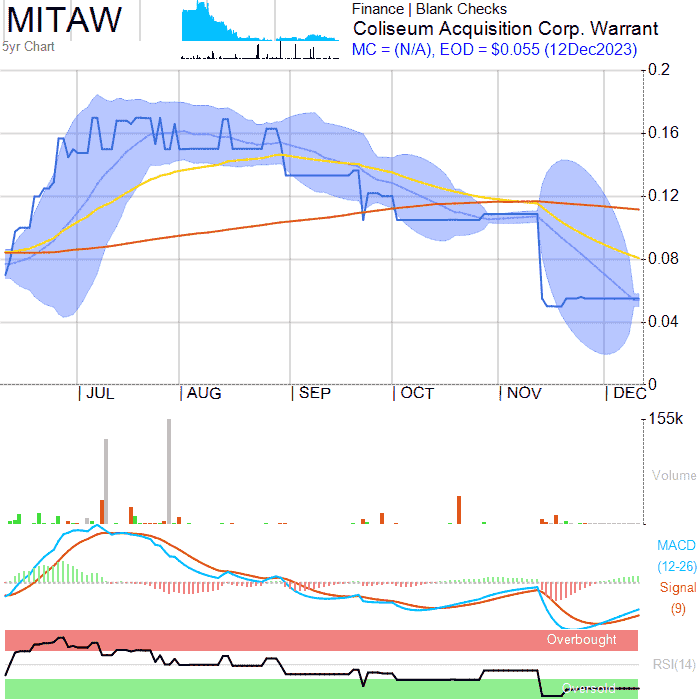 MITAW
5yr Chart
Finance | Blank Checks
Coliseum Acquisition Corp. Warrant
MC = (N/A), EOD = $0.055 (12Dec2023)
0.2
0.16
0.12
0.08
0.04
0
JUL
AUG
SEP
OCT
NOV
DEC
155k
Volume
MACD
(12-26)
Signal
(9)
Overbought
RSI(14)
Oversold